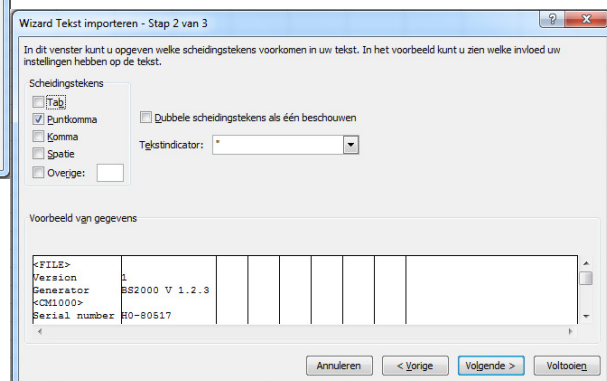 Wizard Tekst importeren - Stap 2 van 3
In dit venster kunt u opgeven welke scheidingstekens voorkomen in uw tekst. In het voorbeeld kunt u zien welke invloed uw
instellingen hebben op de tekst.
Scheidingstekens
Tab
Puntkomma
Komma
Spatie
Overige:
Dubbele scheidingstekens als één beschouwen
Tekstindicator: "
Voorbeeld van gegevens
<FILE>
Version 1
Generator BS2000 V 1.2.3
<CM1000>
Serial number H0-80517
Annuleren < Vorige Volgende > Voltooien